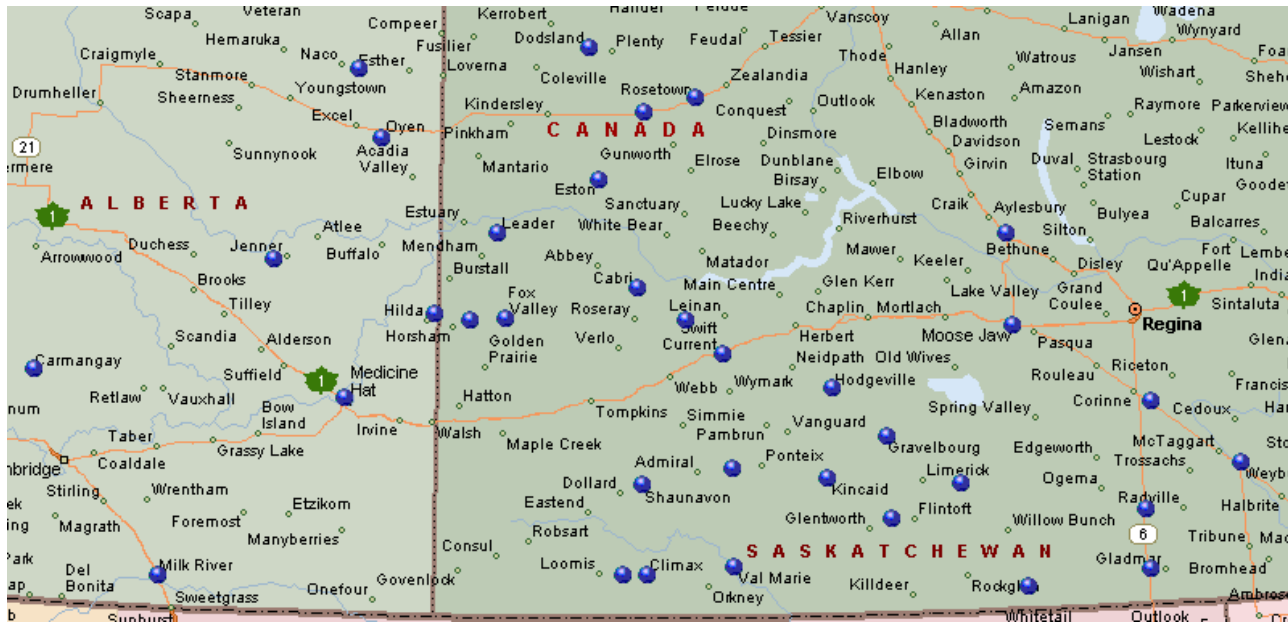 Scapa
Veteran
Compeer
Kerrobert
Vanscoy
Lanigan
Wadena
Wynyard
Hemaruka
Naco
Fusilier
Dodsland
Plenty
Feudal
Tessier
Allan
Jansen
Craigmyle
Esther
Loverna
Thode
Watrous
Stanmore
Youngstown
Coleville
Zealandia
Hanley
Wishart
Drumheller
Sheerness
Rosetown
Conquest
Outlook
Kenaston
Amazon
Raymore
Parkerview
Excel
Oyen
Kindersley
Pinkham
CANADA
Bladworth
Semans
Lestock
21
Sunnynook
Acadia
Valley
Mantario
Gunworth
Dinsmore
Davidson
Duval
Strasbourg
Station
Ituna
Elrose
Dunblane
Girvin
Eston
Birsay
Elbow
Cupar
1
ALBERTA
Estuary
Leader
Sanctuary
Lucky Lake
Craik
Aylesbury
Bulyea
Balcarres
Atlee
White Bear
Beechy
Riverhurst
Arrowwood
Duchess
Jenner
Buffalo
Mendham
Abbey
Matador
Mawer
Bethune
Silton
Fort
Qu'Appelle
Brooks
Burstall
Cabri
Main Centre
Glen Kerr
Keeler
Disley
Tilley
Hilda
Fox
Valley
Roseray
Leinan
Chaplin
Mortlach
Lake Valley
Grand
Coulee
1
Sintaluta
Scandia
Horsham
Golden
Prairie
Verlo
Swift
Current
Herbert
Moose Jaw
Regina
Alderson
Neidpath
Old Wives
Pasqua
Carmangay
Suffield
1
Medicine
Hat
Webb
Wymark
Hodgeville
Rouleau
Riceton
Retlaw
Vauxhall
Hatton
Tompkins
Simmie
Vanguard
Spring Valley
Corinne
Cedoux
Bow
Island
Irvine
Walsh
Pambrun
Taber
Grassy Lake
Maple Creek
Gravelbourg
Edgeworth
McTaggart
Coaldale
Admiral
Ponteix
Limerick
Trossachs
Stirling
Wrentham
Dollard
Shaunavon
Kincaid
Ogema
Radville
Magrath
Foremost
Etzikom
Eastend
Glentworth
Flintoft
Willow Bunch
Halbrite
Manyberries
Robsart
SASKATCHEWAN
6
Tribune
Del
Bonita
Milk River
Consul
Loomis
Climax
Val Marie
Gladmar
Bromhead
Sweetgrass
Onefour
Govenlock
Orkney
Killdeer
Whitetail
Outlook